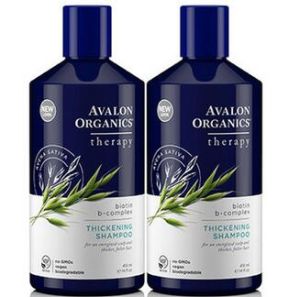 NEW
LOOK
AVALON
ORGANICS
therapy
AVENA SATIVA
biotin
b-complex
THICKENING
SHAMPOO
for an energized scalp and
thicker, fuller hair
no GMOs
vegan
biodegradable
NEW
LOOK
AVALON
ORGANICS
therapy
AVENA SATIVA
biotin
b-complex
THICKENING
SHAMPOO
for an energized scalp and
thicker, fuller hair
no GMOs
vegan
biodegradable